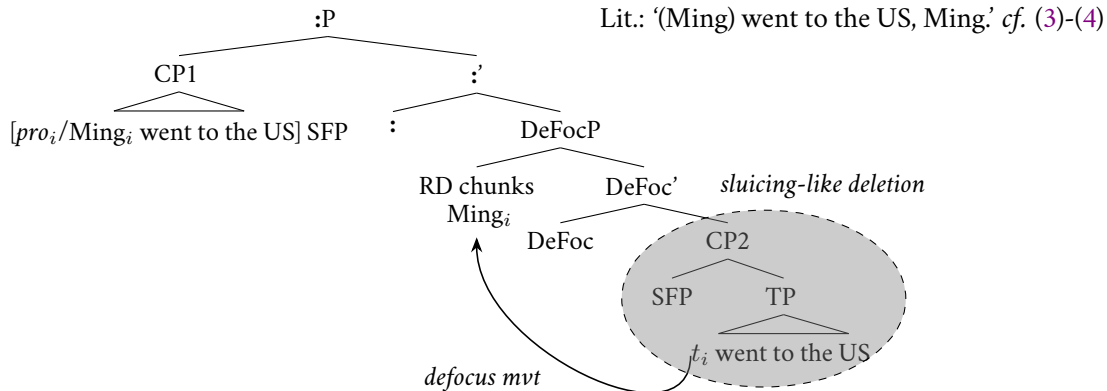 :P
Lit.: ‘(Ming) went to the US, Ming.’ cf. (3)-(4)
CP1
:’
[proi/Mingi went to the US] SFP
:
DeFocP
RD chunks
Mingi
DeFoc’
sluicing-like deletion
DeFoc
CP2
SFP
TP
ti went to the US
defocus mvt